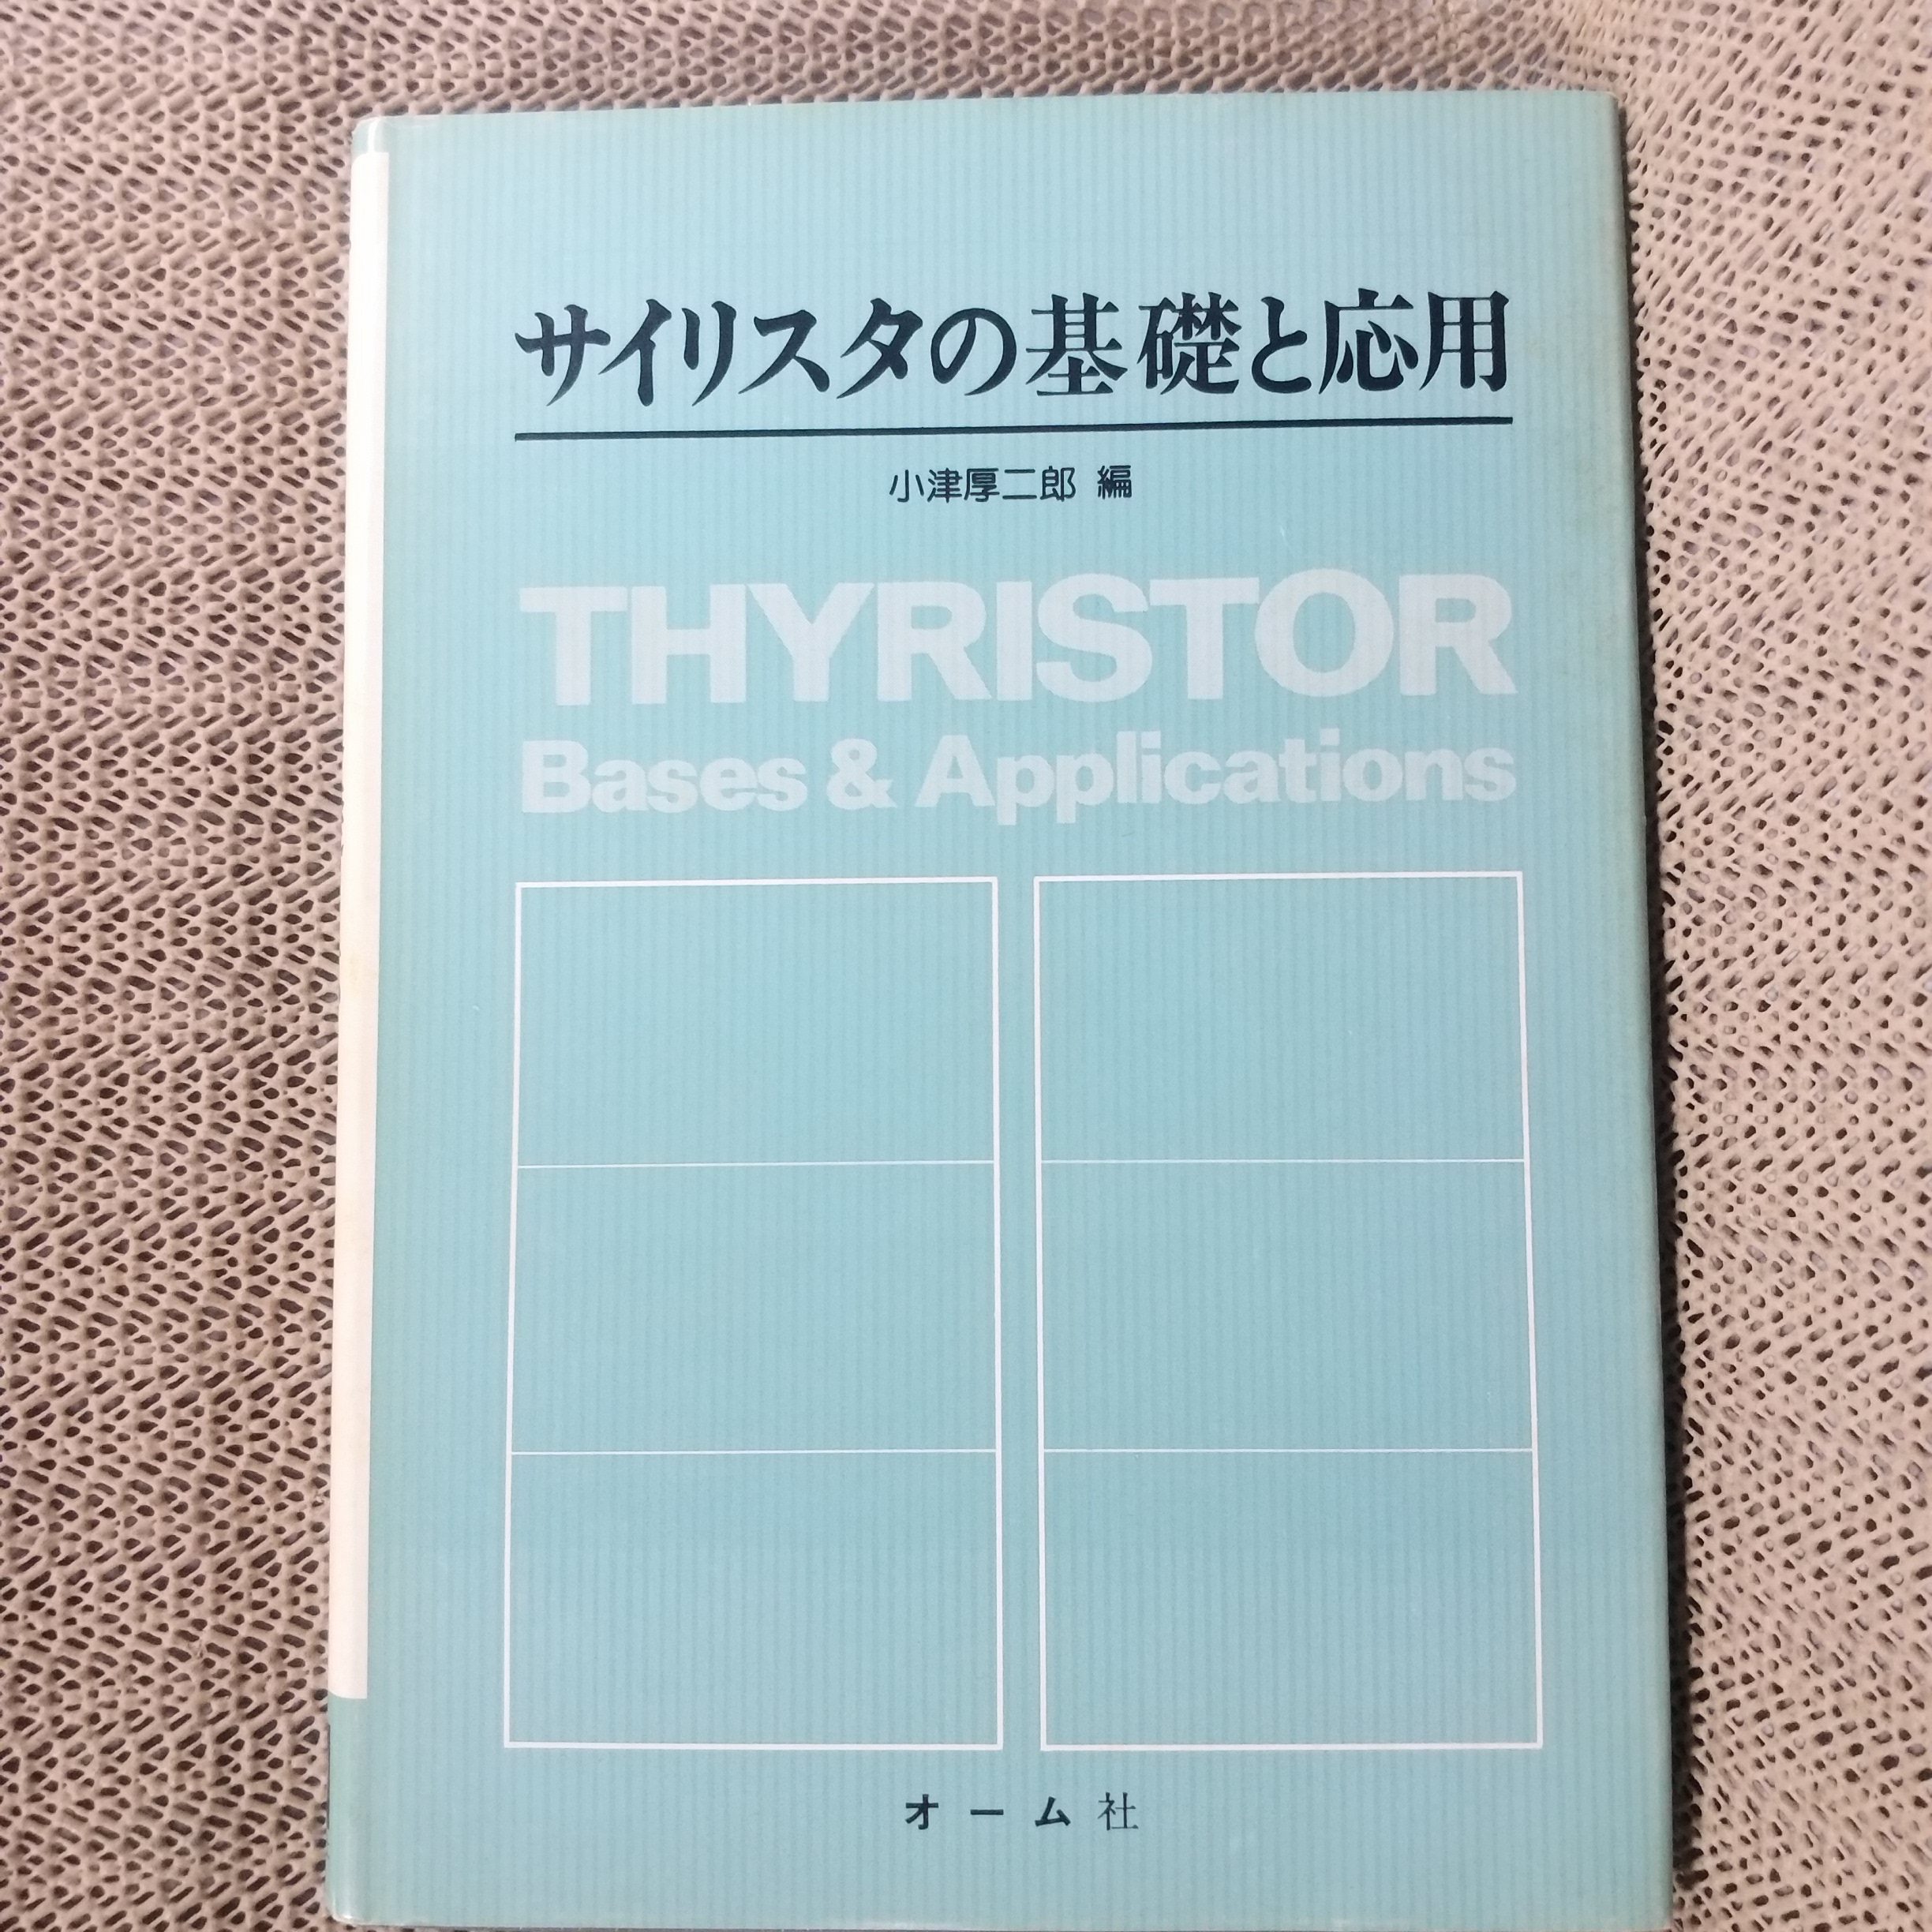 サイリスタの基礎と応用
小津厚二郎 編
THYRISTOR
Bases & Applications
オーム社